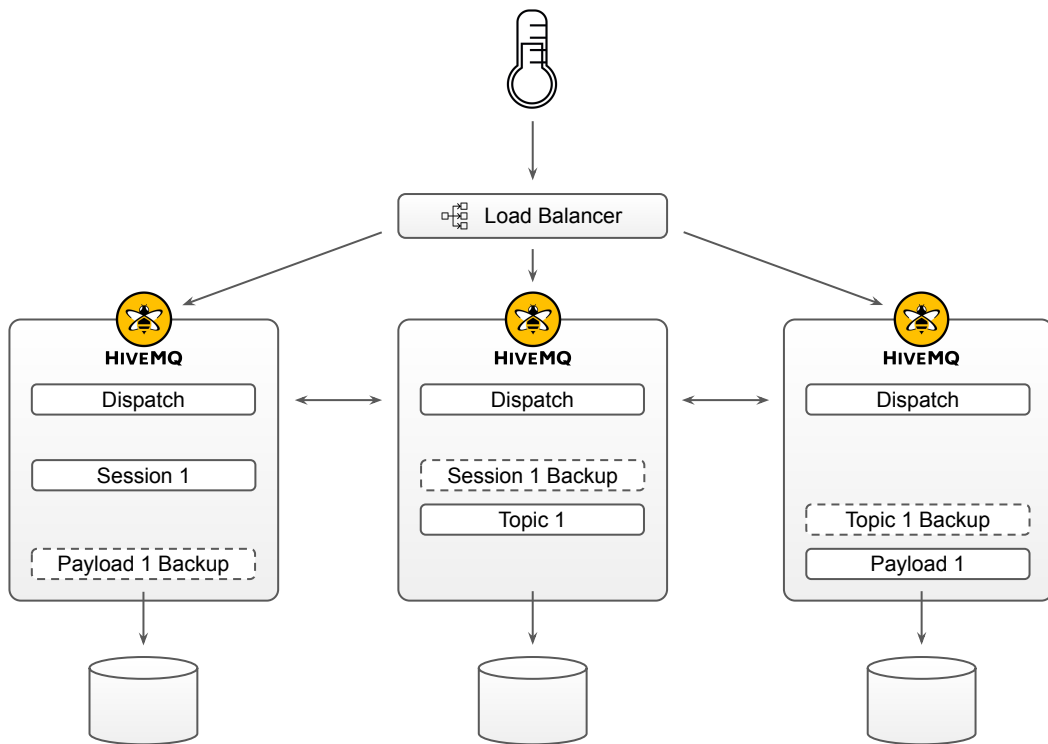 Load Balancer
HIVEMQ
Dispatch
Session 1
Payload 1 Backup
HIVEMQ
Dispatch
Session 1 Backup
Topic 1
HIVEMQ
Dispatch
Topic 1 Backup
Payload 1